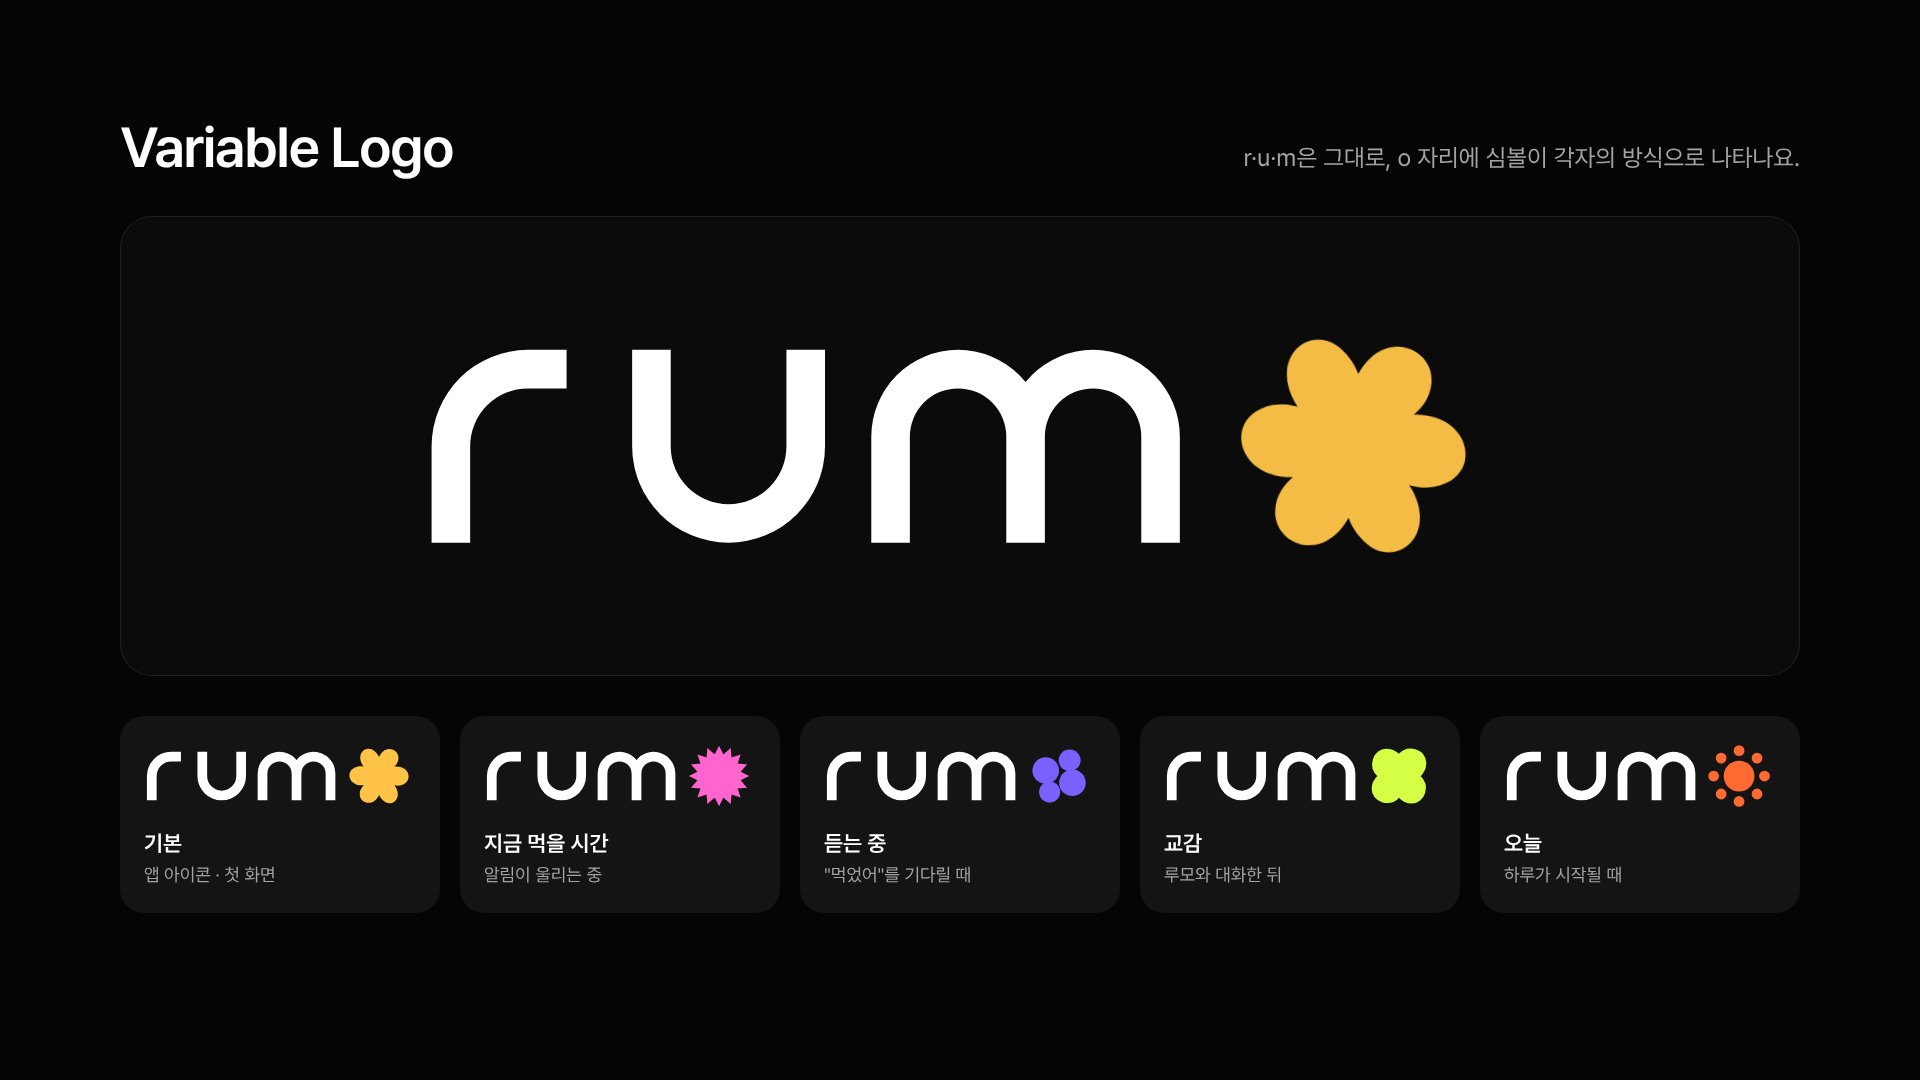 Variable Logo
r·u·m은 그대로, o 자리에 심볼이 각자의 방식으로 나타나요.
rum
rum
기본
앱 아이콘 · 첫 화면
rum
지금 먹을 시간
알림이 울리는 중
rum
듣는 중
"먹었어"를 기다릴 때
rum
교감
루모와 대화한 뒤
rum
오늘
하루가 시작될 때